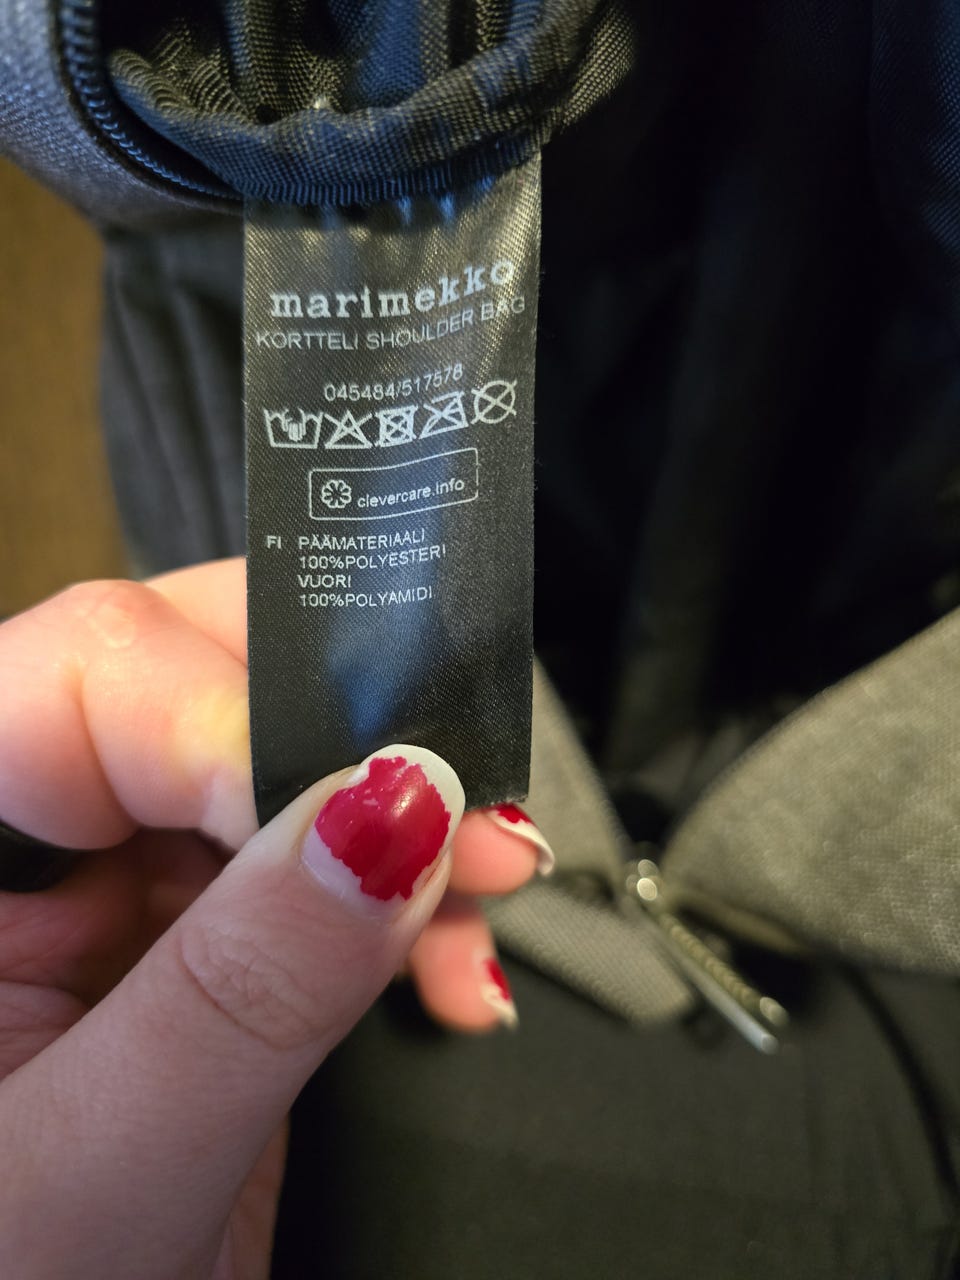 marimekko
KORTTELI SHOULDER BAG
045484/517578
clevercare.info
FI PÄÄMATERIAALI
100%POLYESTERI
VUORI
100%POLYAMIDI